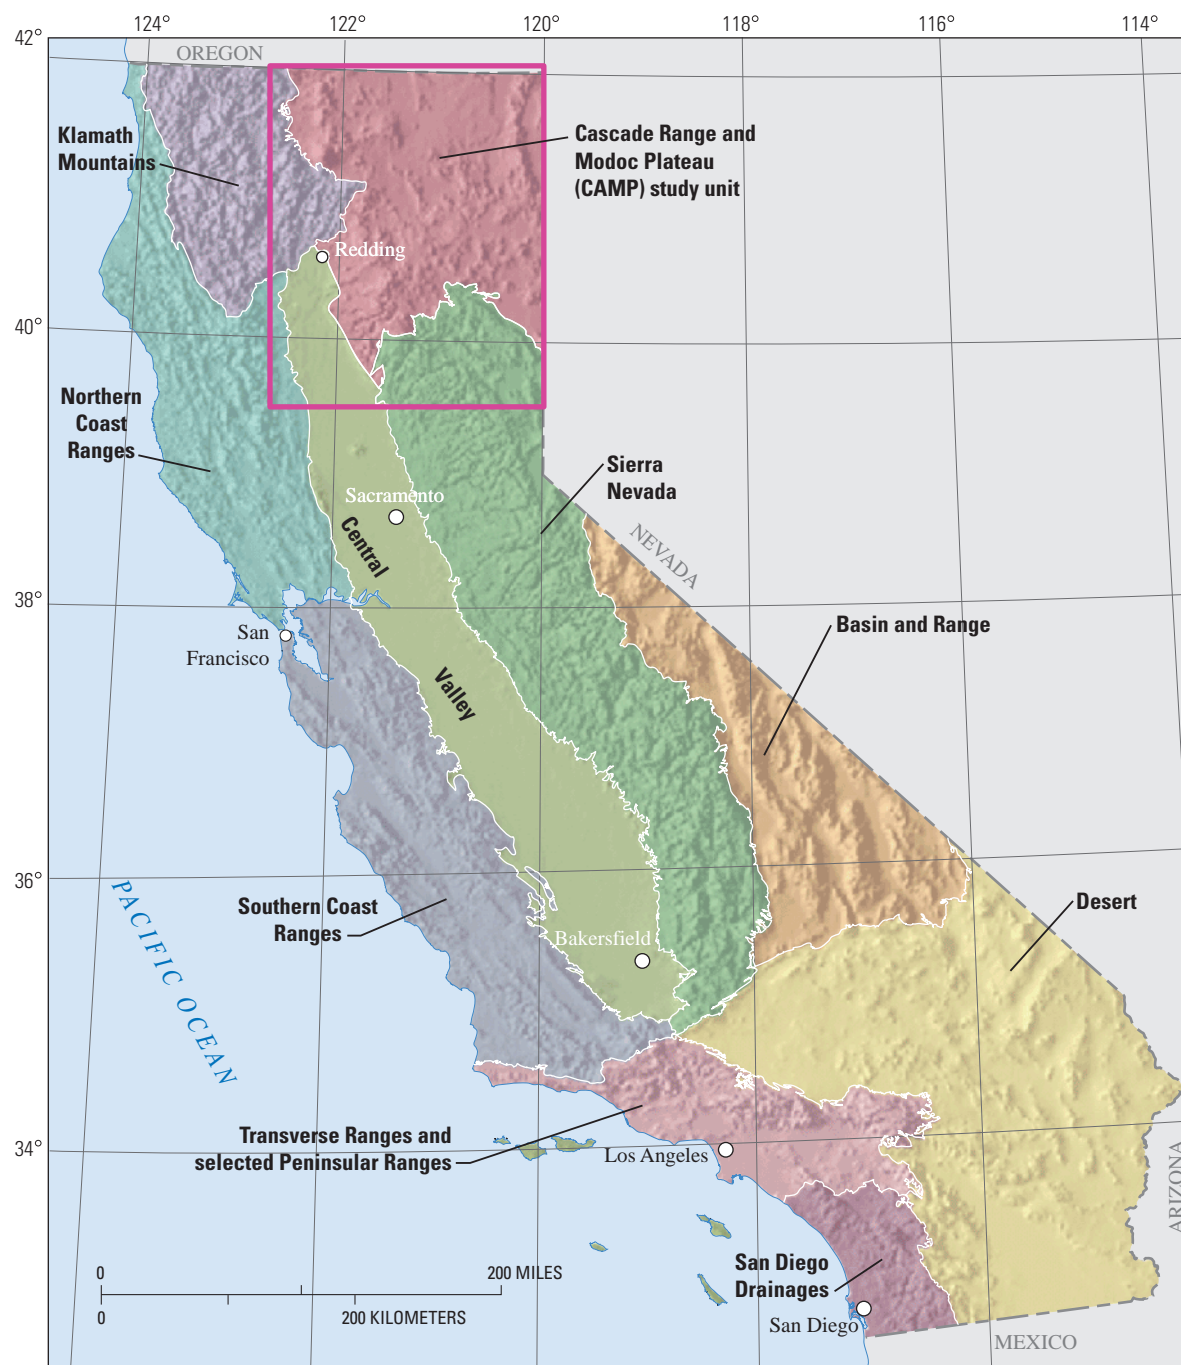 124°
122°
120°
118°
116°
114°
42°
OREGON
Klamath
Mountains
Cascade Range and
Modoc Plateau
(CAMP) study unit
Redding
40°
Northern
Coast
Ranges
Sierra
Nevada
Sacramento
Central
NEVADA
38°
San
Francisco
Basin and Range
Valley
36°
PACIFIC OCEAN
Southern Coast
Ranges
Desert
Bakersfield
34°
Transverse Ranges and
selected Peninsular Ranges
Los Angeles
ARIZONA
0
200 MILES
0
200 KILOMETERS
San Diego
Drainages
San Diego
MEXICO